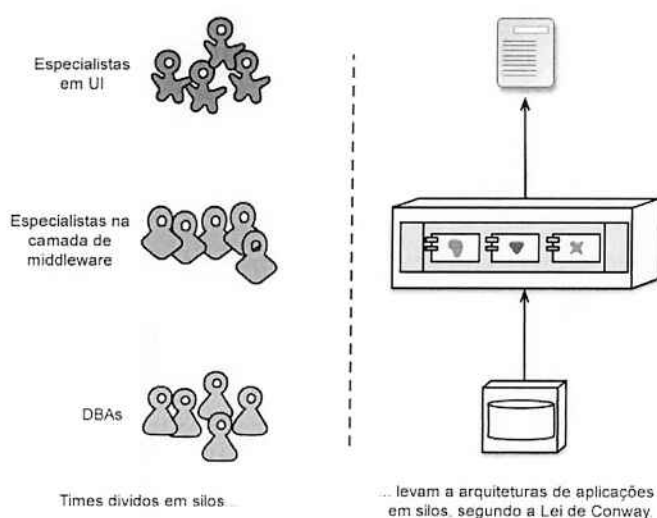 Especialistas
em UI
Especialistas na
camada de
middleware
DBAs
Times divididos em silos...
... levam a arquiteturas de aplicações
em silos, segundo a Lei de Conway.